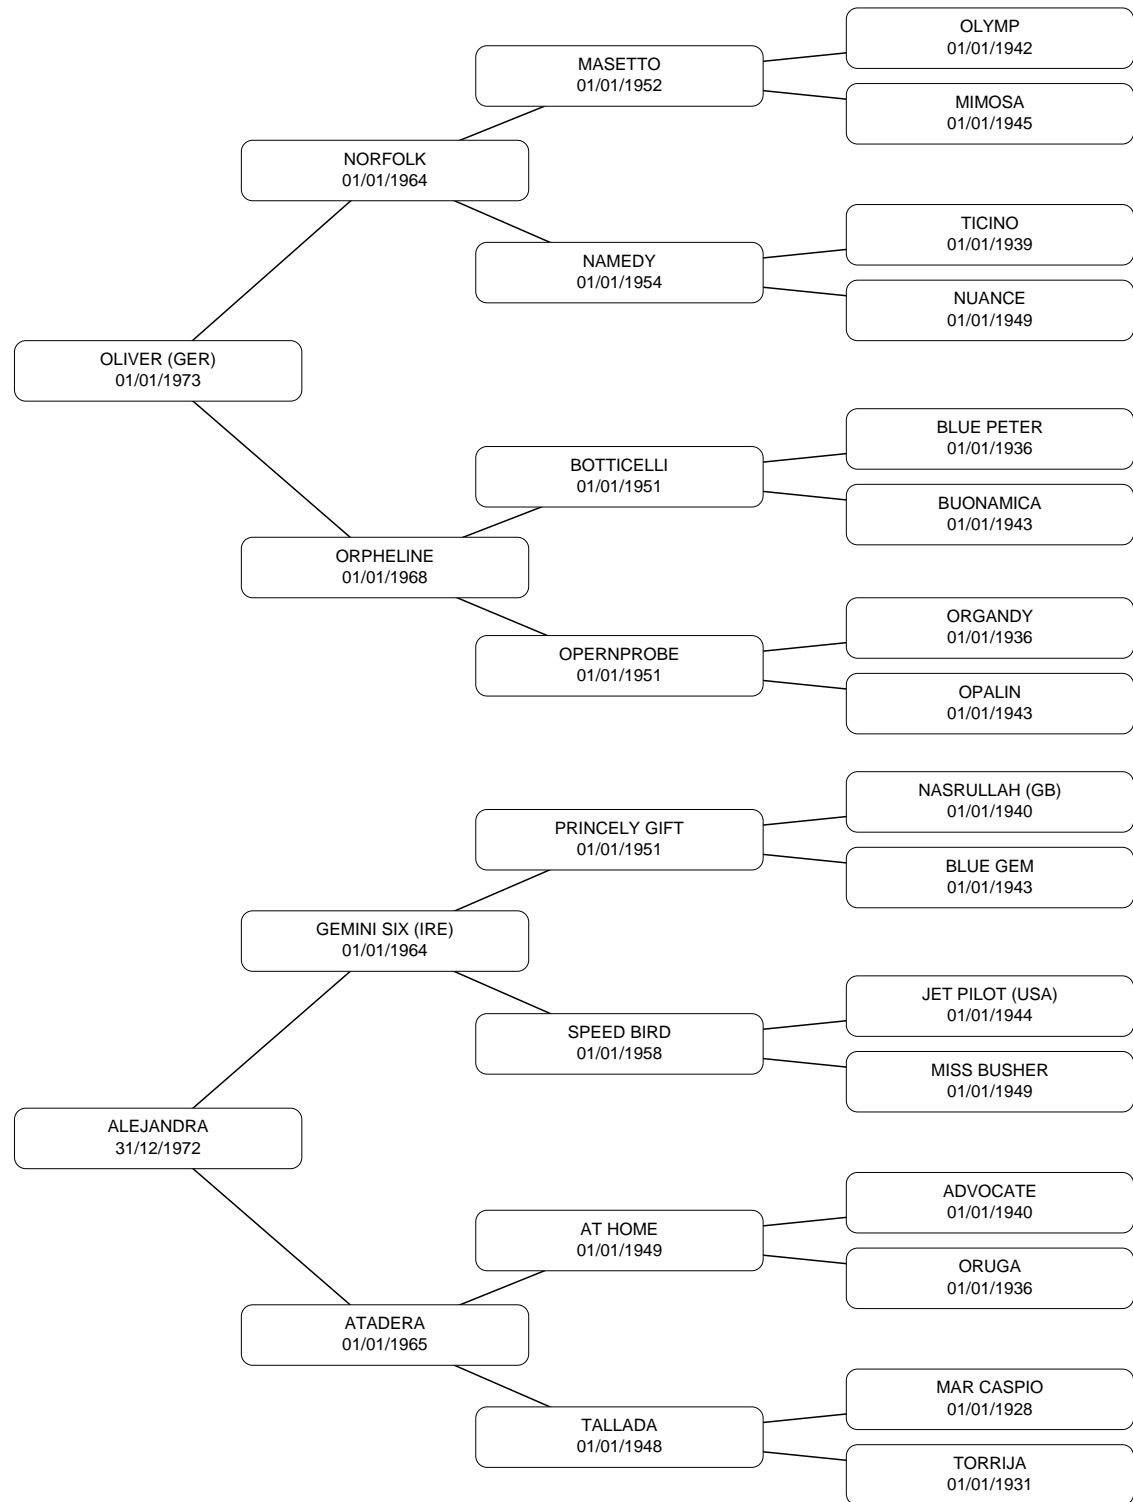 OLYMP
01/01/1942
MASETTO
01/01/1952
MIMOSA
01/01/1945
NORFOLK
01/01/1964
TICINO
01/01/1939
NAMEDY
01/01/1954
NUANCE
01/01/1949
OLIVER (GER)
01/01/1973
BLUE PETER
01/01/1936
BOTTICELLI
01/01/1951
BUONAMICA
01/01/1943
ORPHELINE
01/01/1968
ORGANDY
01/01/1936
OPERNPROBE
01/01/1951
OPALIN
01/01/1943
NASRULLAH (GB)
01/01/1940
PRINCELY GIFT
01/01/1951
BLUE GEM
01/01/1943
GEMINI SIX (IRE)
01/01/1964
JET PILOT (USA)
01/01/1944
SPEED BIRD
01/01/1958
MISS BUSHER
01/01/1949
ALEJANDRA
31/12/1972
ADVOCATE
01/01/1940
AT HOME
01/01/1949
ORUGA
01/01/1936
ATADERA
01/01/1965
MAR CASPIO
01/01/1928
TALLADA
01/01/1948
TORRIJA
01/01/1931